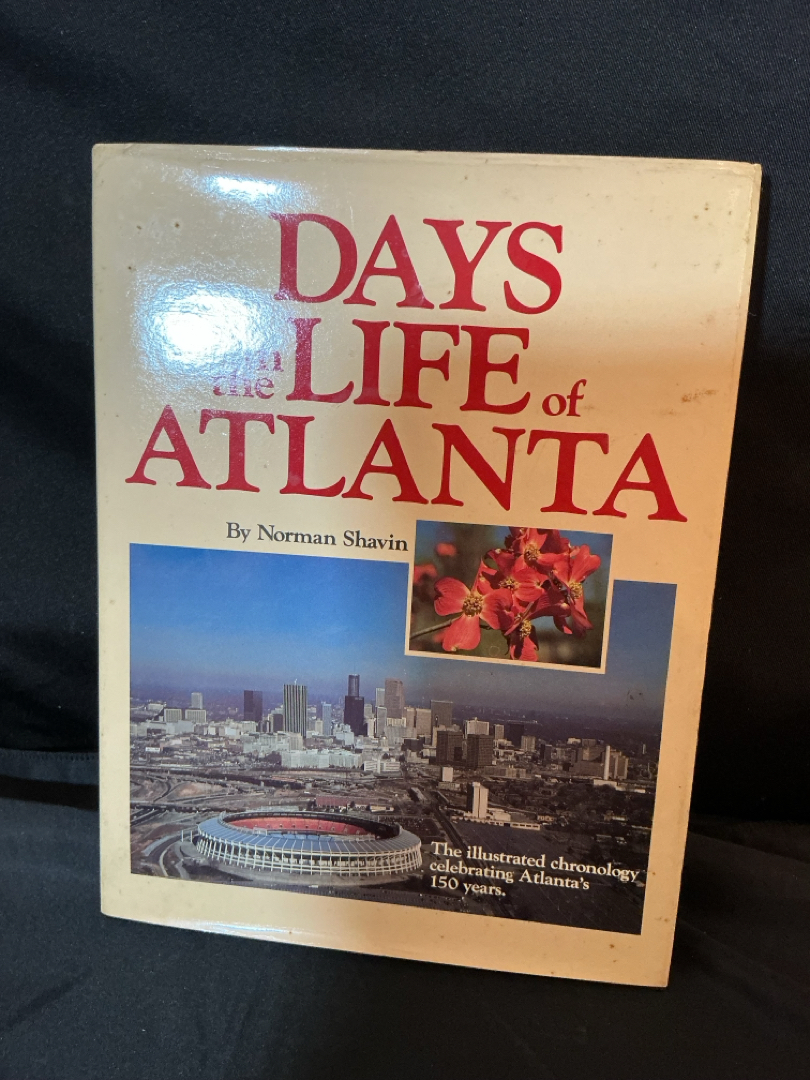 DAYS
in
the LIFE of
ATLANTA
By Norman Shavin
The illustrated chronology
celebrating Atlanta's
150 years.